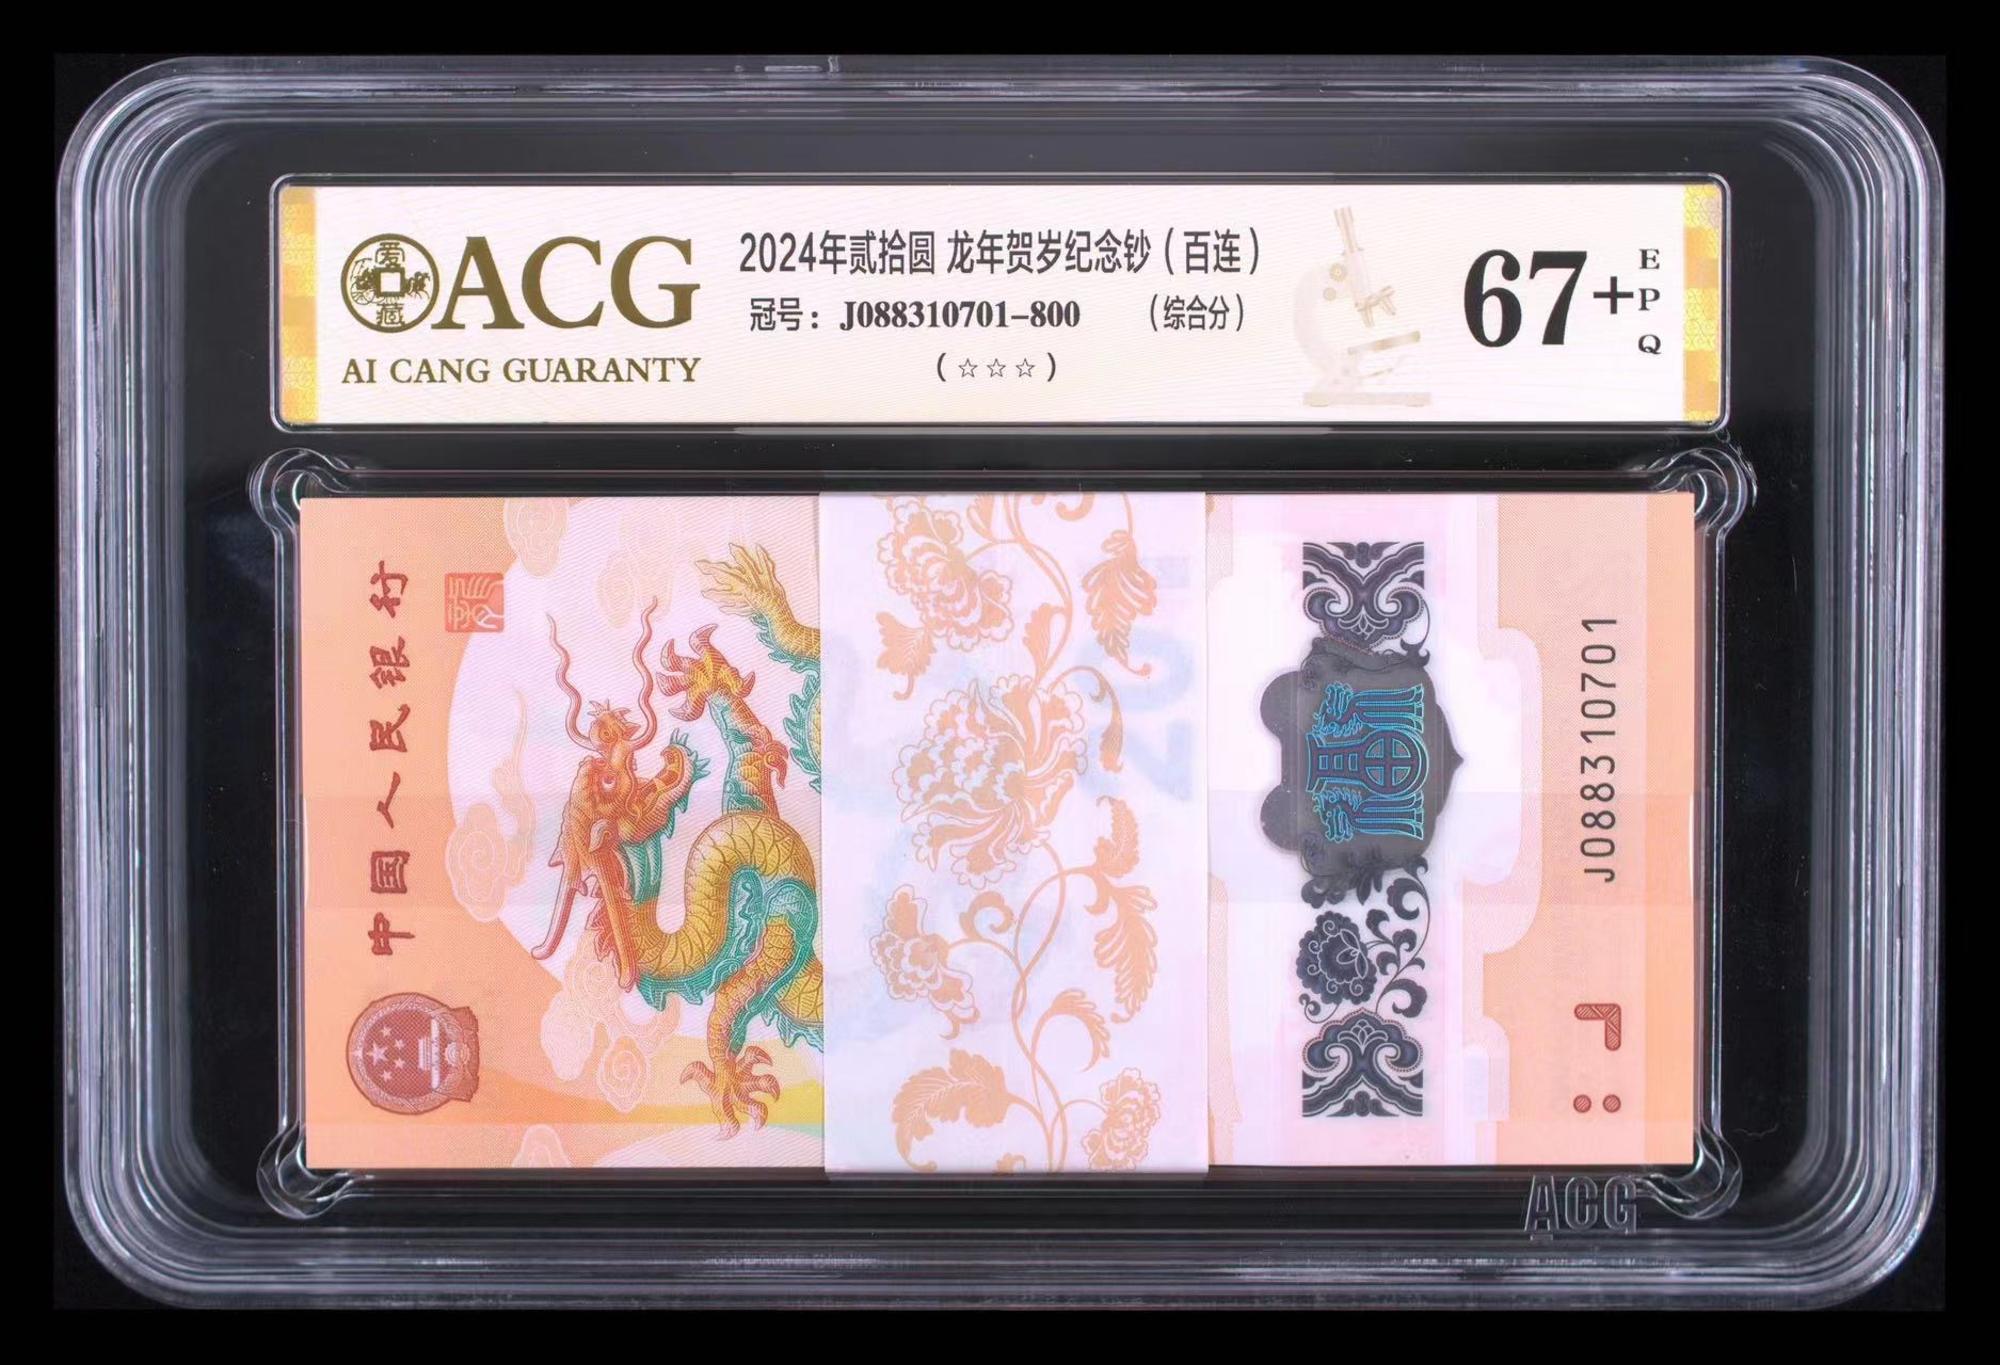 ACG
AI CANG GUARANTY
2024年贰拾圆 龙年贺岁纪念钞（百连）
冠号：J088310701-800 （综合分）
（☆☆☆）
67+
EPQ
中国人民银行
J088310701
ACG